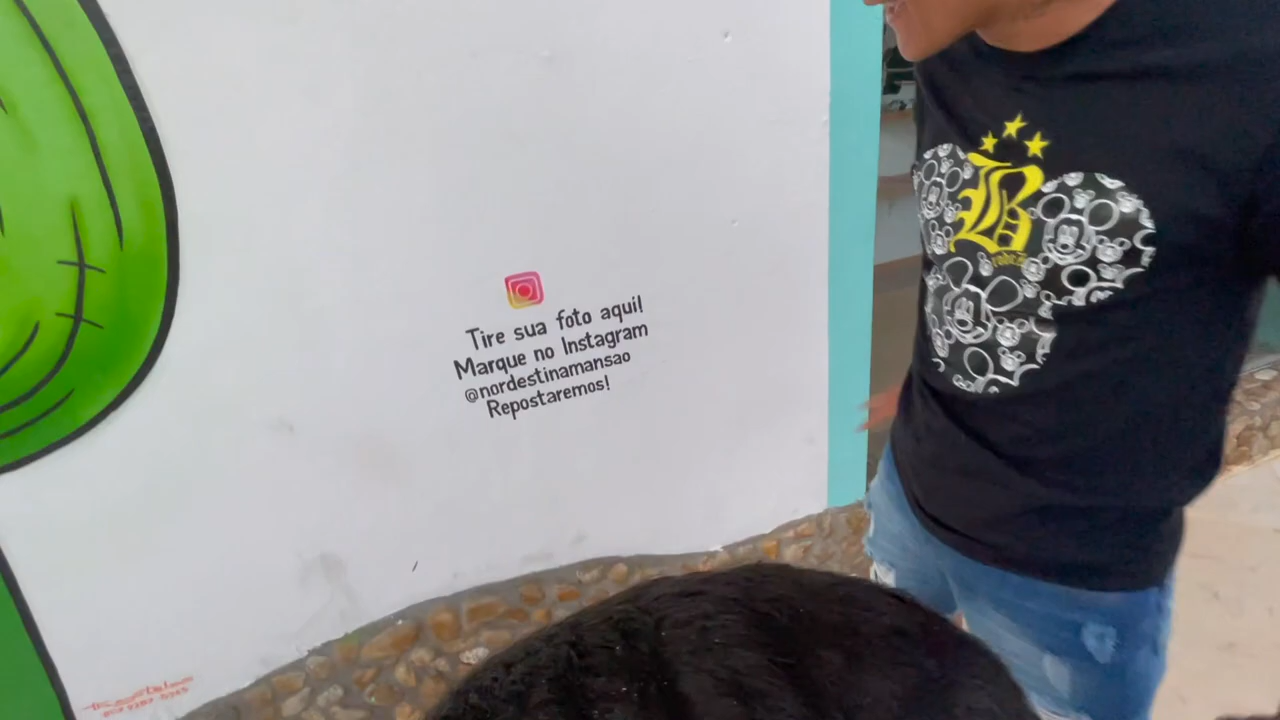 Tire sua foto aqui!
Marque no Instagram
@nordestinamansao
Repostaremos!
B